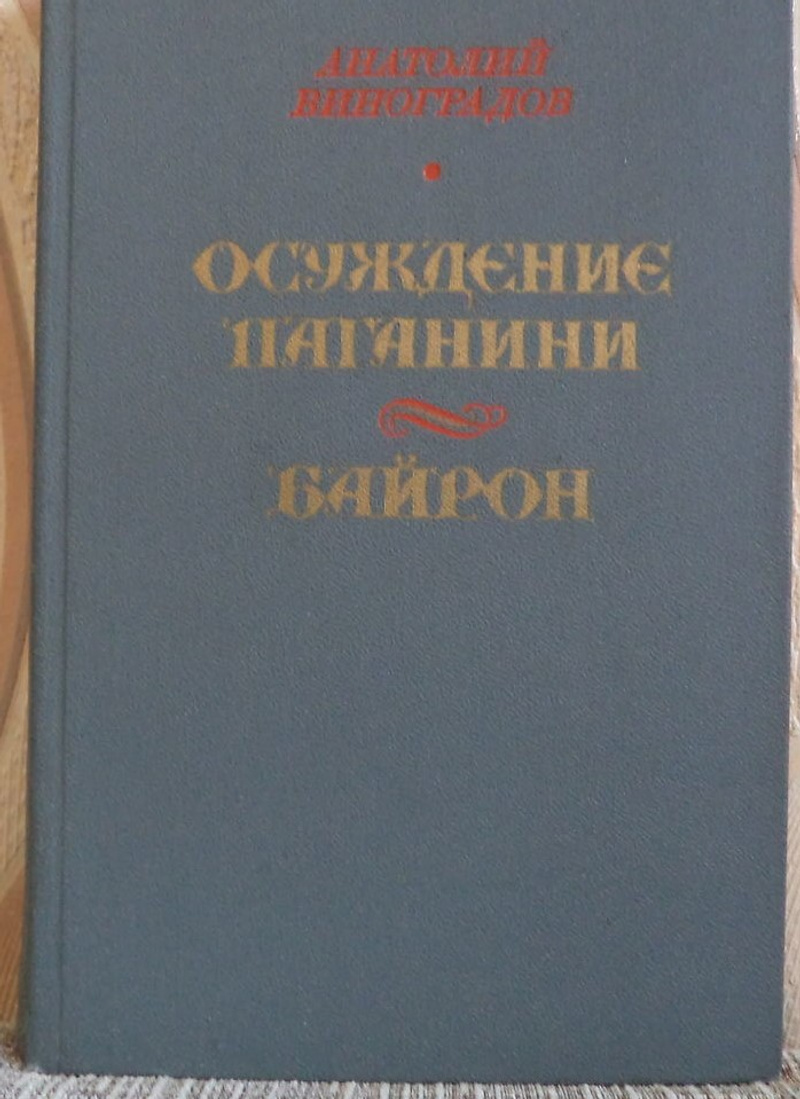 АНАТОЛИЙ
ВИНОГРАДОВ
ОСУЖДЕНИЕ
ПАГАНИНИ
БАЙРОН